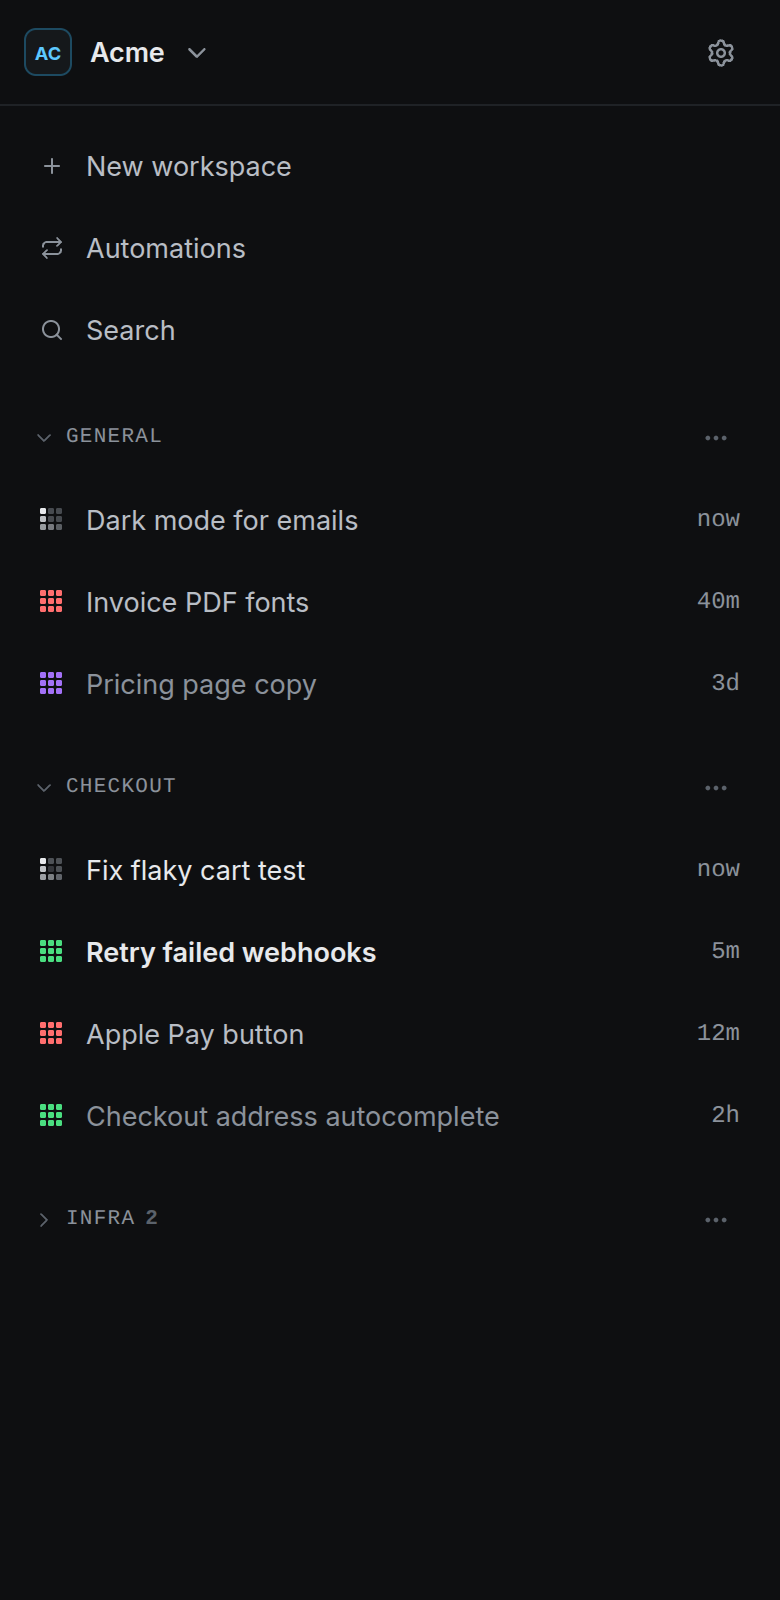 AC Acme
New workspace
Automations
Search
GENERAL
Dark mode for emails now
Invoice PDF fonts 40m
Pricing page copy 3d
CHECKOUT
Fix flaky cart test now
Retry failed webhooks 5m
Apple Pay button 12m
Checkout address autocomplete 2h
INFRA 2